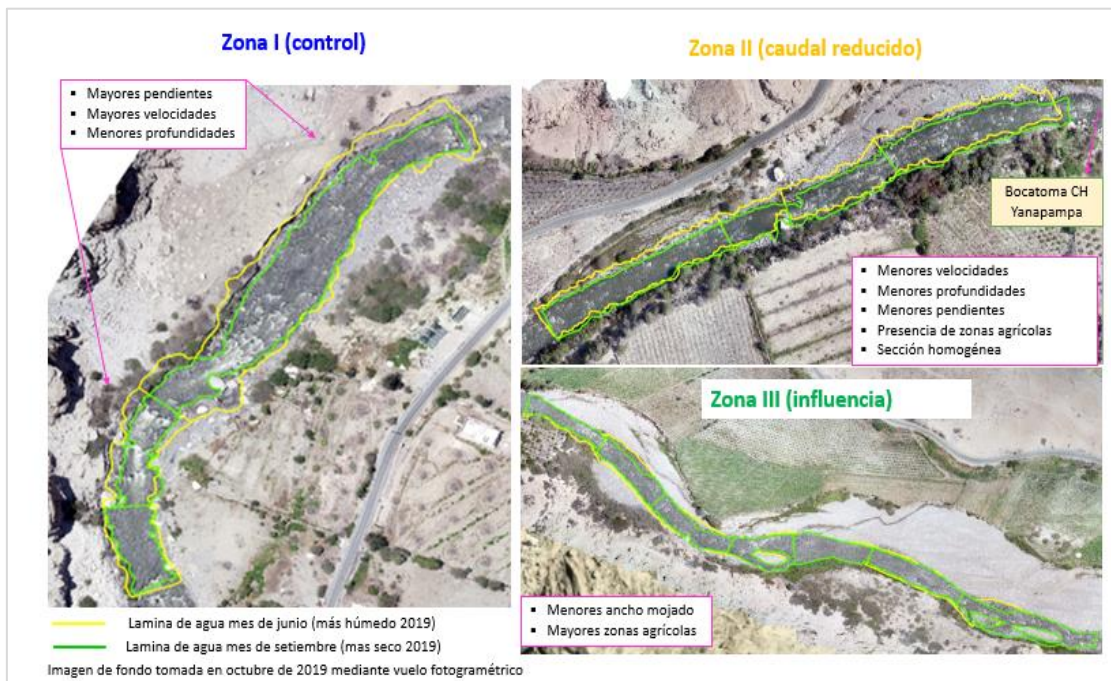 Zona I (control)
▪ Mayores pendientes
▪ Mayores velocidades
▪ Menores profundidades
Zona II (caudal reducido)
Bocatoma CH
Yanapampa
▪ Menores velocidades
▪ Menores profundidades
▪ Menores pendientes
▪ Presencia de zonas agrícolas
▪ Sección homogénea
Zona III (influencia)
▪ Menores ancho mojado
▪ Mayores zonas agrícolas
Lamina de agua mes de junio (más húmedo 2019)
Lamina de agua mes de setiembre (mas seco 2019)
Imagen de fondo tomada en octubre de 2019 mediante vuelo fotogramétrico